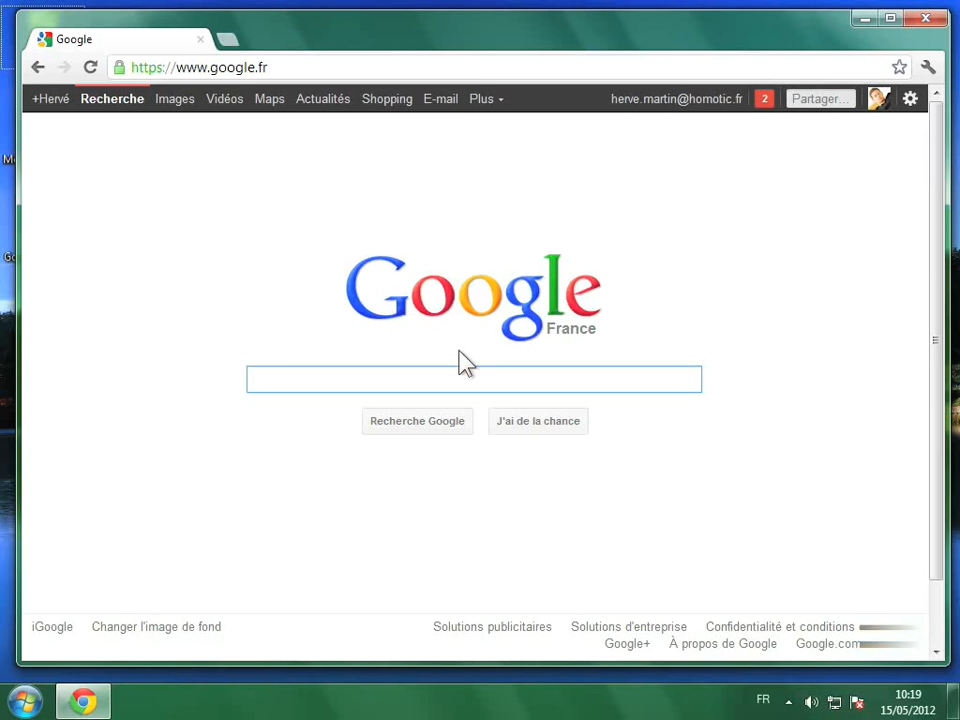 Google
https://www.google.fr
+Hervé Recherche Images Vidéos Maps Actualités Shopping E-mail Plus herve.martin@homotic.fr 2 Partager...
Google
France
Recherche Google J'ai de la chance
iGoogle Changer l'image de fond Solutions publicitaires Solutions d'entreprise Confidentialité et conditions
Google+ À propos de Google Google.com
FR 10:19
15/05/2012